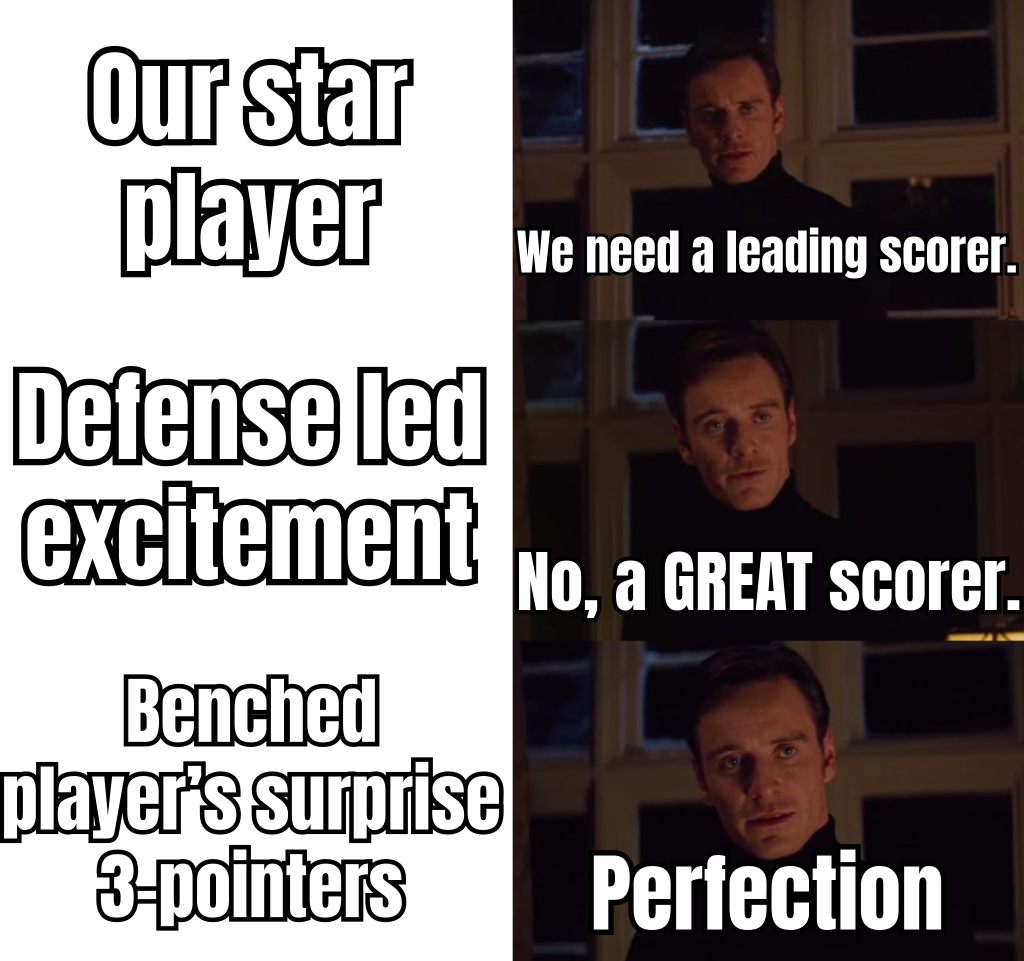 Our star
player
We need a leading scorer.
Defense led
excitement
No, a GREAT scorer.
Benched
player's surprise
3-pointers
Perfection